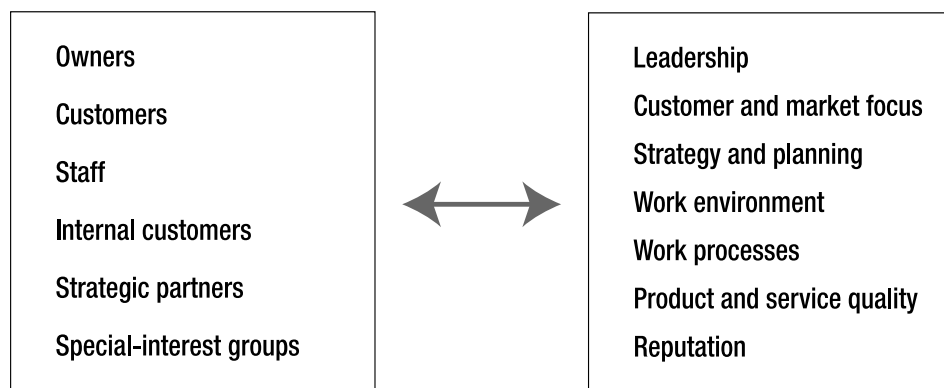 Owners
Customers
Staff
Internal customers
Strategic partners
Special-interest groups
Leadership
Customer and market focus
Strategy and planning
Work environment
Work processes
Product and service quality
Reputation